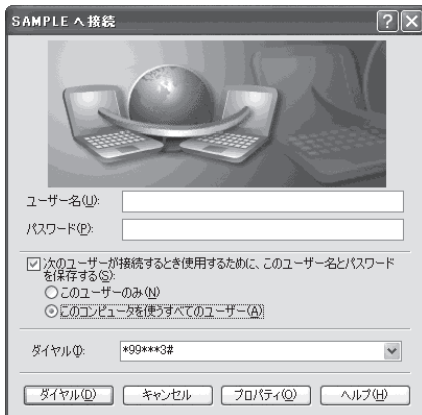 SAMPLE へ接続
ユーザー名(U):
パスワード(P):
次のユーザーが接続するとき使用するために、このユーザー名とパスワード
を保存する(S):
このユーザーのみ(N)
このコンピュータを使うすべてのユーザー(A)
ダイヤル(I): *99***3#
ダイヤル(D) キャンセル プロパティ(O) ヘルプ(H)